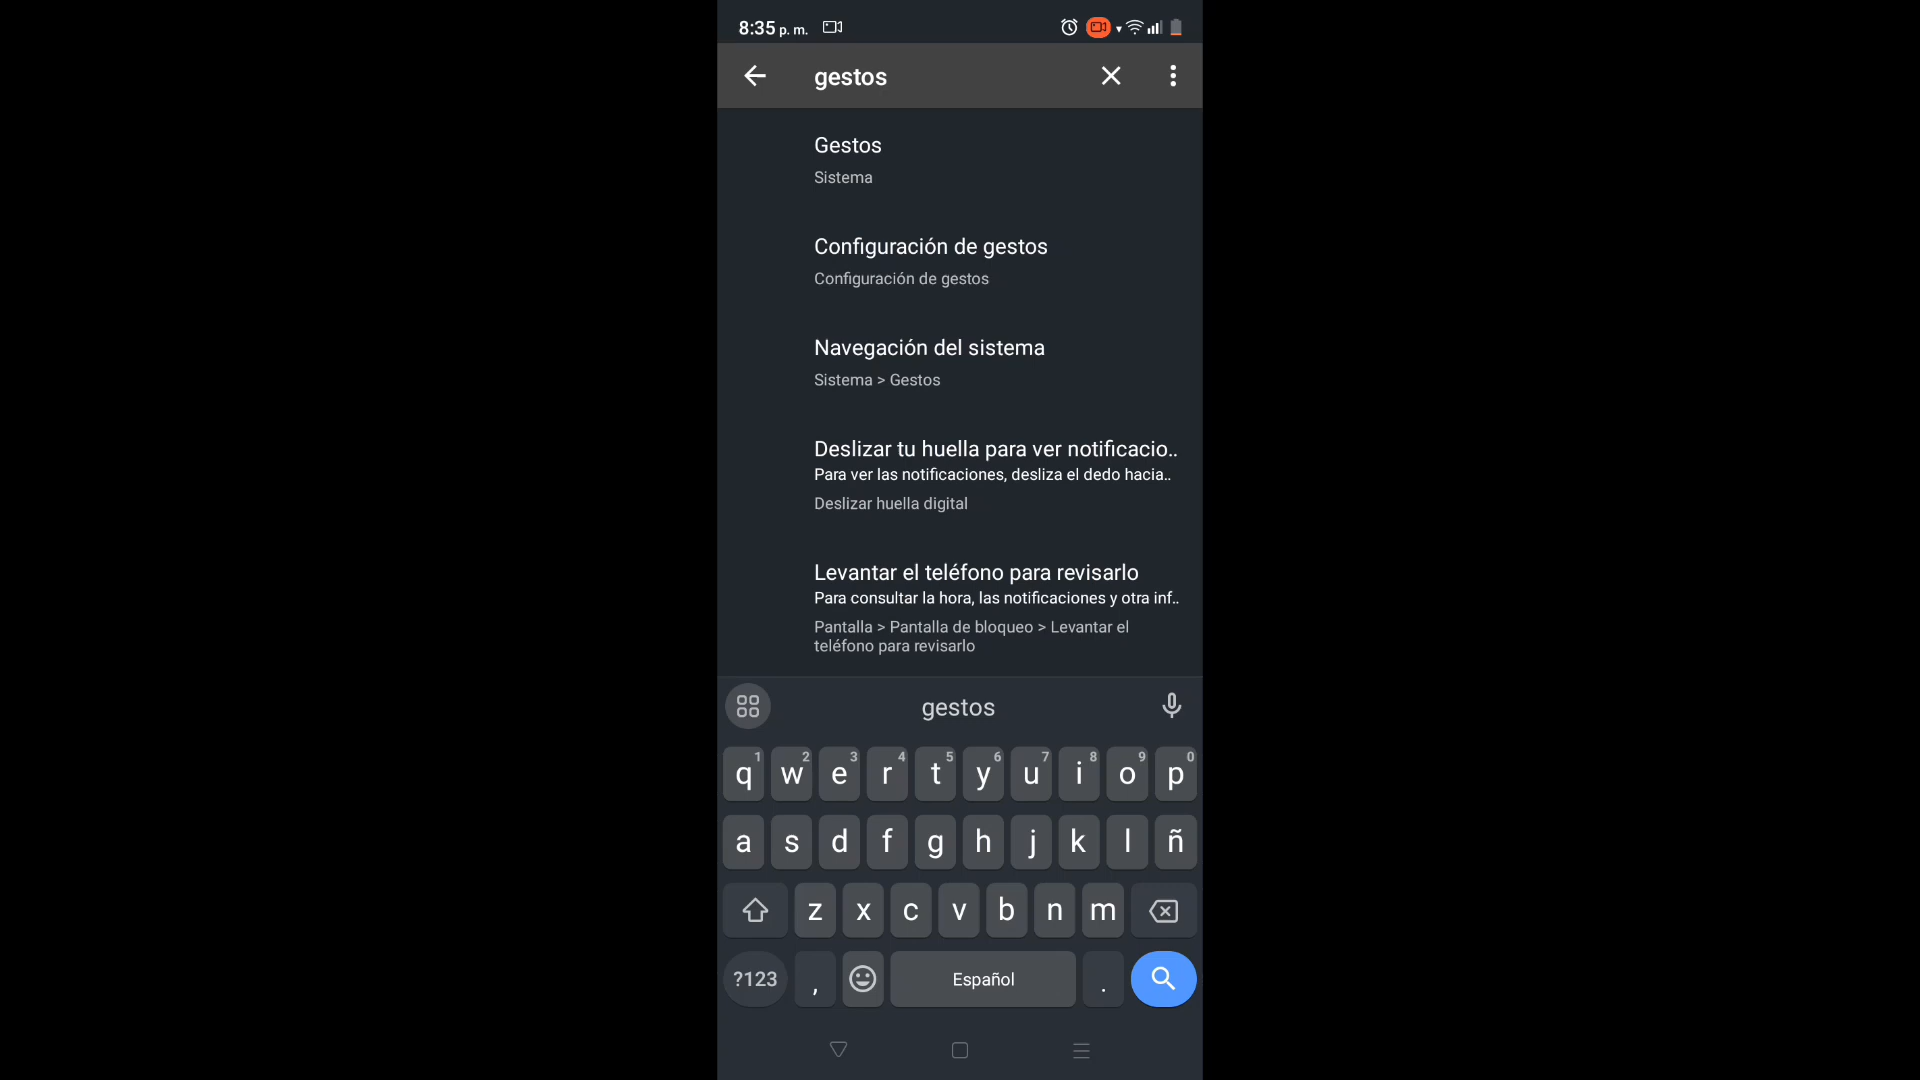 8:35 p. m.
gestos
Gestos
Sistema
Configuración de gestos
Configuración de gestos
Navegación del sistema
Sistema > Gestos
Deslizar tu huella para ver notificacio..
Para ver las notificaciones, desliza el dedo hacia..
Deslizar huella digital
Levantar el teléfono para revisarlo
Para consultar la hora, las notificaciones y otra inf..
Pantalla > Pantalla de bloqueo > Levantar el
teléfono para revisarlo
gestos
1 2 3 4 5 6 7 8 9 0
q w e r t y u i o p
a s d f g h j k l ñ
z x c v b n m
?123 , Español .